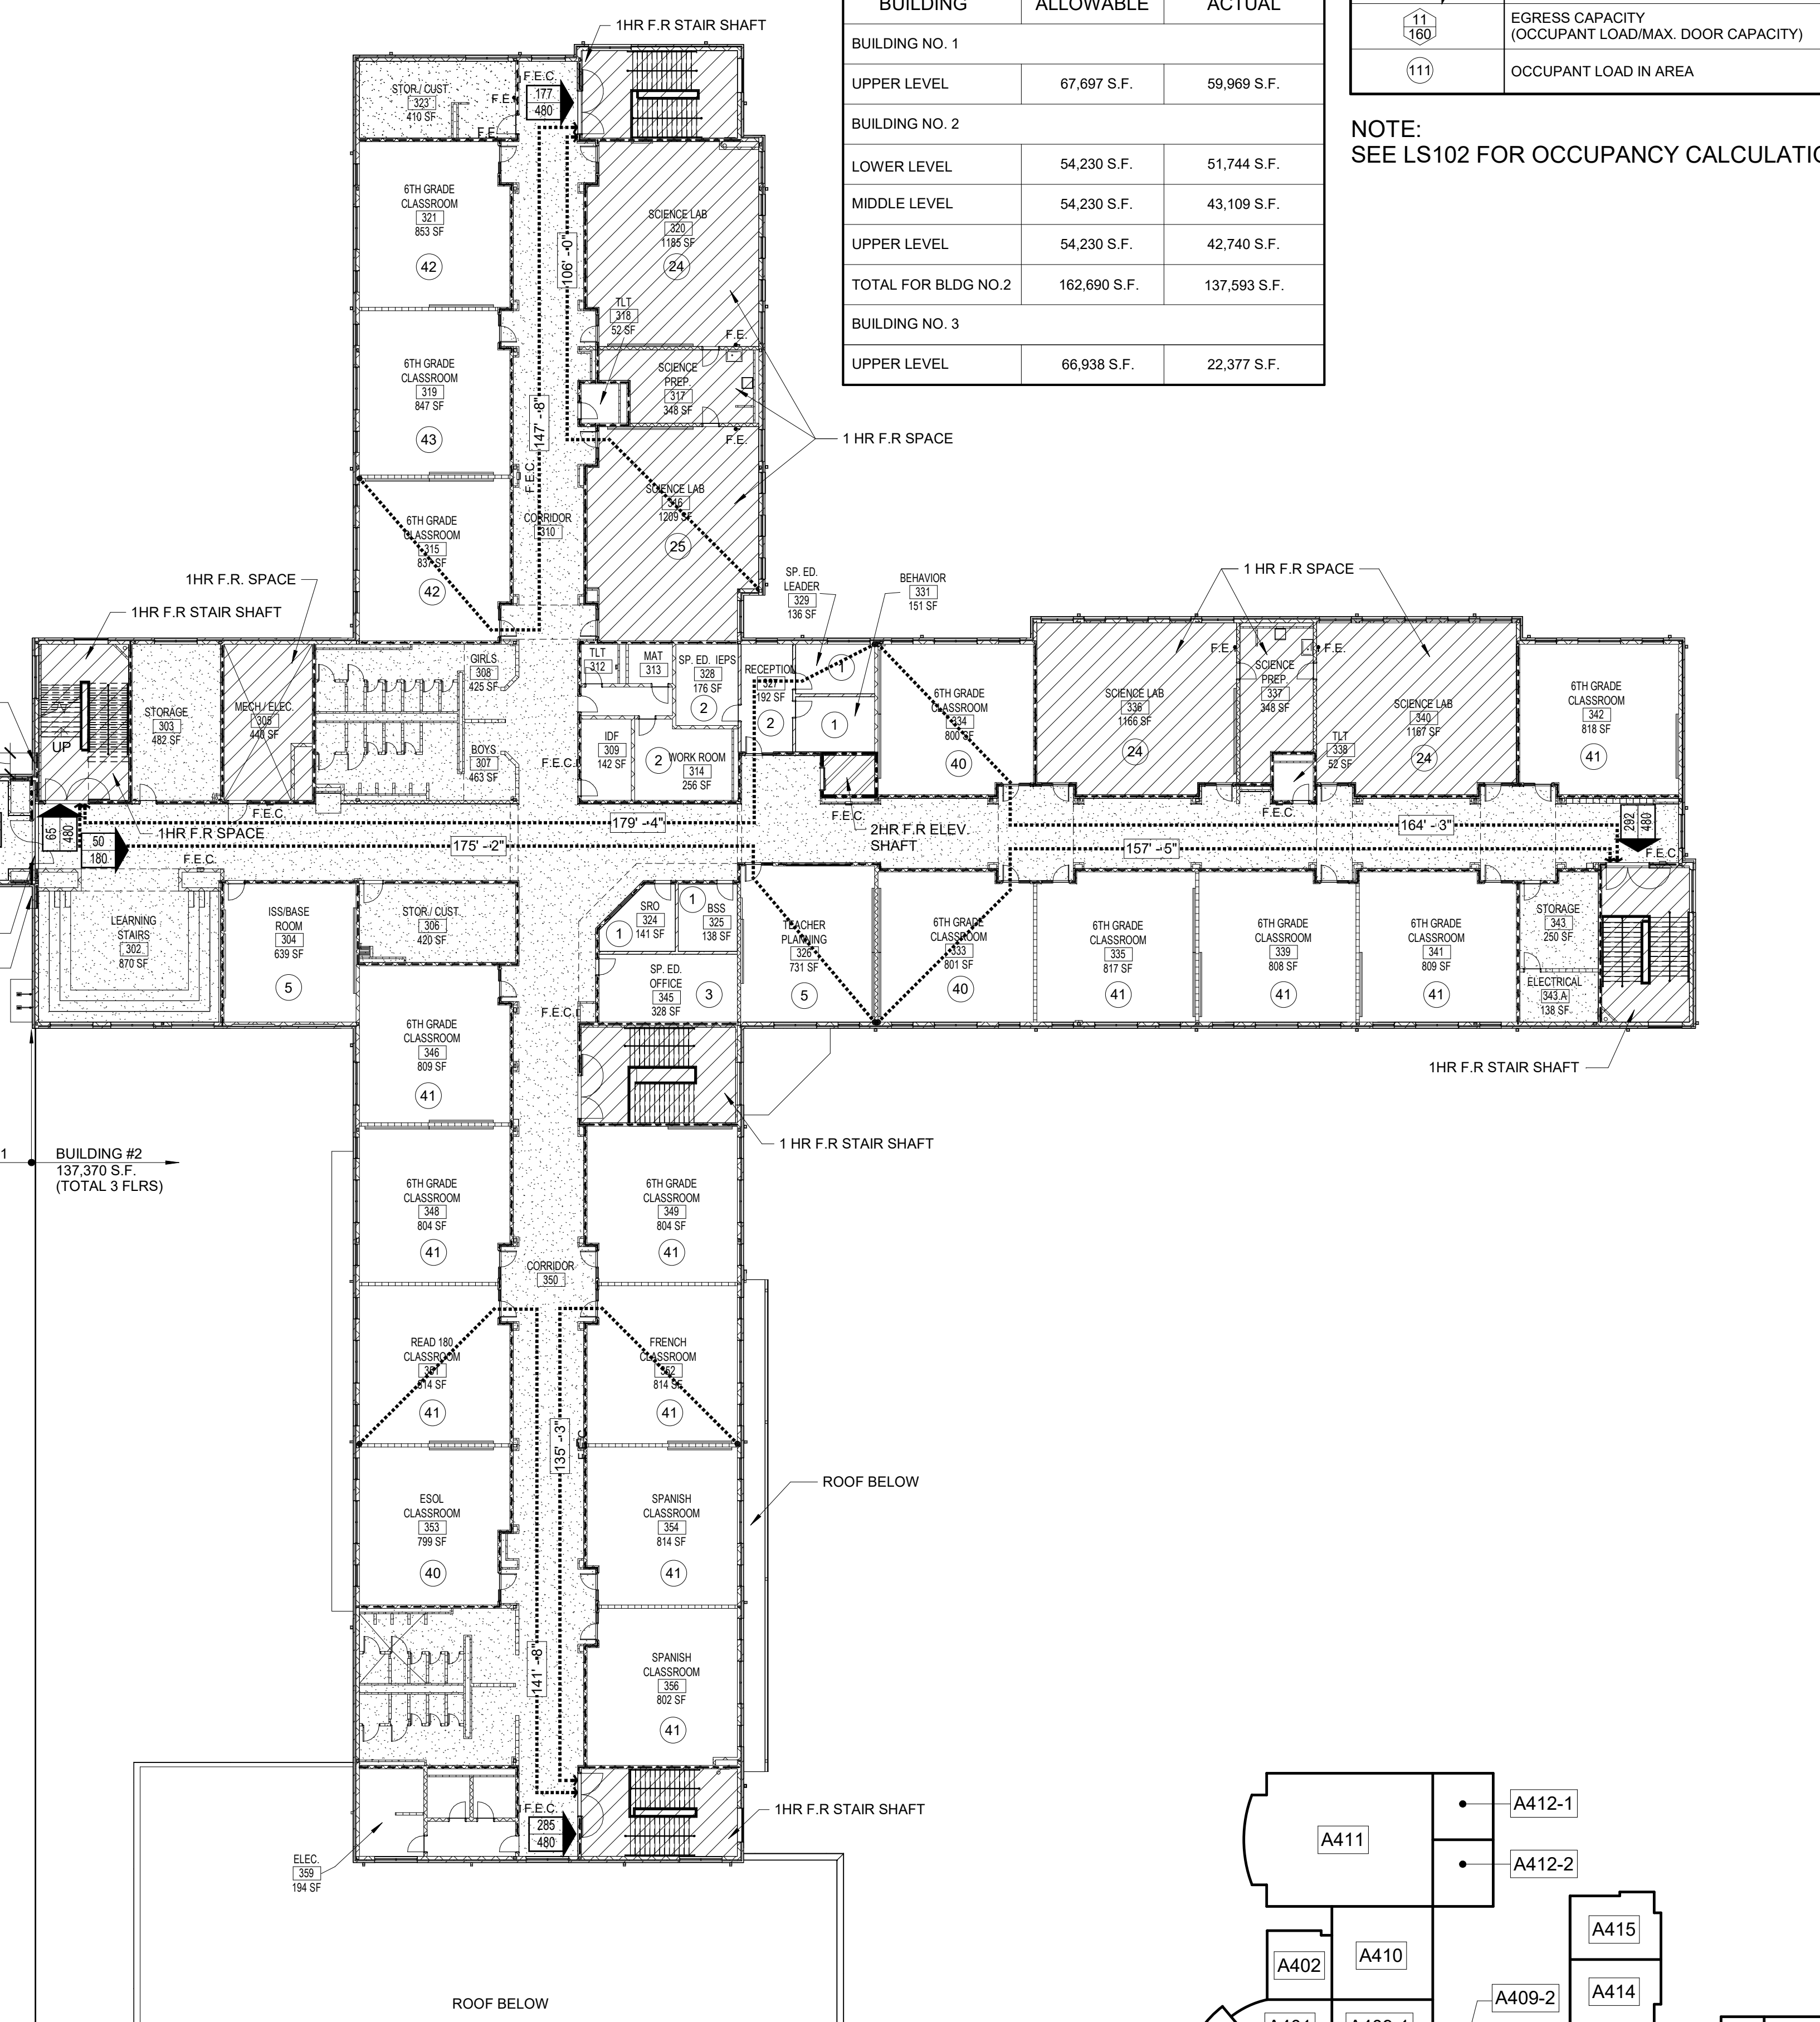 BUILDING ALLOWABLE ACTUAL
BUILDING NO. 1
UPPER LEVEL 67,697 S.F. 59,969 S.F.
BUILDING NO. 2
LOWER LEVEL 54,230 S.F. 51,744 S.F.
MIDDLE LEVEL 54,230 S.F. 43,109 S.F.
UPPER LEVEL 54,230 S.F. 42,740 S.F.
TOTAL FOR BLDG NO.2 162,690 S.F. 137,593 S.F.
BUILDING NO. 3
UPPER LEVEL 66,938 S.F. 22,377 S.F.
11
160
EGRESS CAPACITY
(OCCUPANT LOAD/MAX. DOOR CAPACITY)
111
OCCUPANT LOAD IN AREA
NOTE:
SEE LS102 FOR OCCUPANCY
1HR F.R STAIR SHAFT
STOR./ CUST.
323
410 SF
F.E.
F.E.
F.E.C.
177
480
6TH GRADE
CLASSROOM
321
853 SF
42
SCIENCE LAB
320
1185 SF
24
106' - 0"
TLT
318
52 SF
F.E.
6TH GRADE
CLASSROOM
319
847 SF
43
SCIENCE
PREP.
317
348 SF
147' - 8"
F.E.
1 HR F.R SPACE
F.E.C.
6TH GRADE
CLASSROOM
315
837 SF
42
CORRIDOR
310
SCIENCE LAB
316
1209 SF
25
1HR F.R. SPACE
1HR F.R STAIR SHAFT
SP. ED.
LEADER
329
136 SF
1
BEHAVIOR
331
151 SF
1
1 HR F.R SPACE
UP
STORAGE
303
482 SF
MECH./ ELEC.
305
448 SF
GIRLS
308
425 SF
BOYS
307
463 SF
TLT
312
MAT
313
SP. ED. IEPS
328
176 SF
2
RECEPTION
327
192 SF
2
IDF
309
142 SF
2
WORK ROOM
314
256 SF
F.E.C.
6TH GRADE
CLASSROOM
334
800 SF
40
SCIENCE LAB
336
1166 SF
24
F.E.
F.E.
SCIENCE
PREP.
337
348 SF
SCIENCE LAB
340
1167 SF
24
TLT
338
52 SF
6TH GRADE
CLASSROOM
342
818 SF
41
65
480
50
180
1HR F.R SPACE
F.E.C.
F.E.C.
179' - 4"
175' - 2"
F.E.C.
2HR F.R ELEV.
SHAFT
F.E.C.
164' - 3"
157' - 5"
292
480
F.E.C.
LEARNING
STAIRS
302
870 SF
ISS/BASE
ROOM
304
639 SF
5
STOR./ CUST.
306
420 SF
SRO
324
141 SF
1
1
BSS
325
138 SF
SP. ED.
OFFICE
345
328 SF
3
TEACHER
PLANNING
326
731 SF
5
6TH GRADE
CLASSROOM
333
801 SF
40
6TH GRADE
CLASSROOM
335
817 SF
41
6TH GRADE
CLASSROOM
339
808 SF
41
6TH GRADE
CLASSROOM
341
809 SF
41
STORAGE
343
250 SF
ELECTRICAL
343.A
138 SF
1HR F.R STAIR SHAFT
6TH GRADE
CLASSROOM
346
809 SF
41
F.E.C.
1 HR F.R STAIR SHAFT
1
BUILDING #2
137,370 S.F.
(TOTAL 3 FLRS)
6TH GRADE
CLASSROOM
348
804 SF
41
6TH GRADE
CLASSROOM
349
804 SF
41
CORRIDOR
350
READ 180
CLASSROOM
351
814 SF
41
FRENCH
CLASSROOM
352
814 SF
41
135' - 3"
F.E.C.
ROOF BELOW
ESOL
CLASSROOM
353
799 SF
40
SPANISH
CLASSROOM
354
814 SF
41
141' - 8"
SPANISH
CLASSROOM
356
802 SF
41
F.E.C.
285
480
1HR F.R STAIR SHAFT
ELEC.
359
194 SF
ROOF BELOW
A411
A412-1
A412-2
A415
A402
A410
A414
A409-2